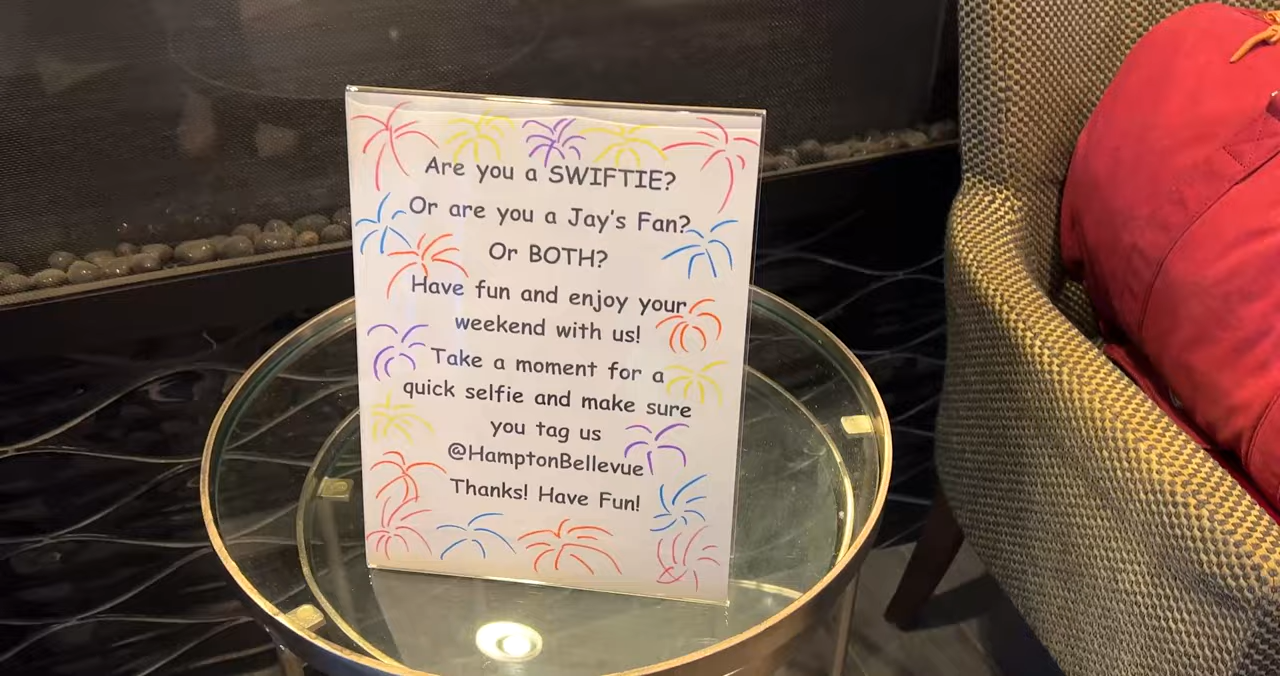 Are you a SWIFTIE?
Or are you a Jay's Fan?
Or BOTH?
Have fun and enjoy your
weekend with us!
Take a moment for a
quick selfie and make sure
you tag us
@HamptonBellevue
Thanks! Have Fun!